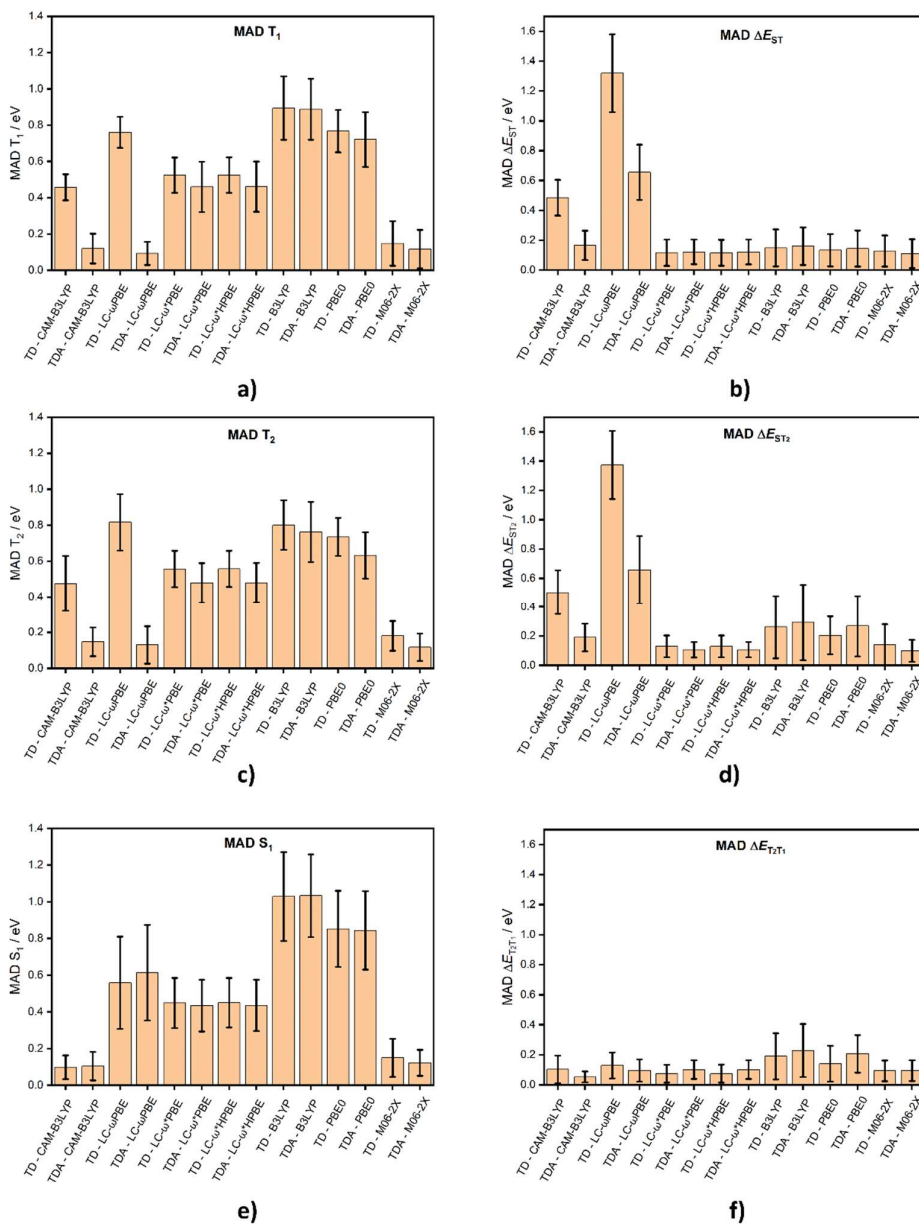 MAD T₁
MAD T₁ / eV
1.4
1.2
1.0
0.8
0.6
0.4
0.2
0.0
TD - CAM-B3LYP
TDA - CAM-B3LYP
TD - LC-ωPBE
TDA - LC-ωPBE
TD - LC-ω*PBE
TDA - LC-ω*PBE
TD - LC-ω*HPBE
TDA - LC-ω*HPBE
TD - B3LYP
TDA - B3LYP
TD - PBE0
TDA - PBE0
TD - M06-2X
TDA - M06-2X
a)
MAD ΔE_ST
MAD ΔE_ST / eV
1.6
1.4
1.2
1.0
0.8
0.6
0.4
0.2
0.0
TD - CAM-B3LYP
TDA - CAM-B3LYP
TD - LC-ωPBE
TDA - LC-ωPBE
TD - LC-ω*PBE
TDA - LC-ω*PBE
TD - LC-ω*HPBE
TDA - LC-ω*HPBE
TD - B3LYP
TDA - B3LYP
TD - PBE0
TDA - PBE0
TD - M06-2X
TDA - M06-2X
b)
MAD T₂
MAD T₂ / eV
1.4
1.2
1.0
0.8
0.6
0.4
0.2
0.0
TD - CAM-B3LYP
TDA - CAM-B3LYP
TD - LC-ωPBE
TDA - LC-ωPBE
TD - LC-ω*PBE
TDA - LC-ω*PBE
TD - LC-ω*HPBE
TDA - LC-ω*HPBE
TD - B3LYP
TDA - B3LYP
TD - PBE0
TDA - PBE0
TD - M06-2X
TDA - M06-2X
c)
MAD ΔE_ST₂
MAD ΔE_ST₂ / eV
1.6
1.4
1.2
1.0
0.8
0.6
0.4
0.2
0.0
TD - CAM-B3LYP
TDA - CAM-B3LYP
TD - LC-ωPBE
TDA - LC-ωPBE
TD - LC-ω*PBE
TDA - LC-ω*PBE
TD - LC-ω*HPBE
TDA - LC-ω*HPBE
TD - B3LYP
TDA - B3LYP
TD - PBE0
TDA - PBE0
TD - M06-2X
TDA - M06-2X
d)
MAD S₁
MAD S₁ / eV
1.4
1.2
1.0
0.8
0.6
0.4
0.2
0.0
TD - CAM-B3LYP
TDA - CAM-B3LYP
TD - LC-ωPBE
TDA - LC-ωPBE
TD - LC-ω*PBE
TDA - LC-ω*PBE
TD - LC-ω*HPBE
TDA - LC-ω*HPBE
TD - B3LYP
TDA - B3LYP
TD - PBE0
TDA - PBE0
TD - M06-2X
TDA - M06-2X
e)
MAD ΔE_T₂T₁
MAD ΔE_T₂T₁ / eV
1.6
1.4
1.2
1.0
0.8
0.6
0.4
0.2
0.0
TD - CAM-B3LYP
TDA - CAM-B3LYP
TD - LC-ωPBE
TDA - LC-ωPBE
TD - LC-ω*PBE
TDA - LC-ω*PBE
TD - LC-ω*HPBE
TDA - LC-ω*HPBE
TD - B3LYP
TDA - B3LYP
TD - PBE0
TDA - PBE0
TD - M06-2X
TDA - M06-2X
f)